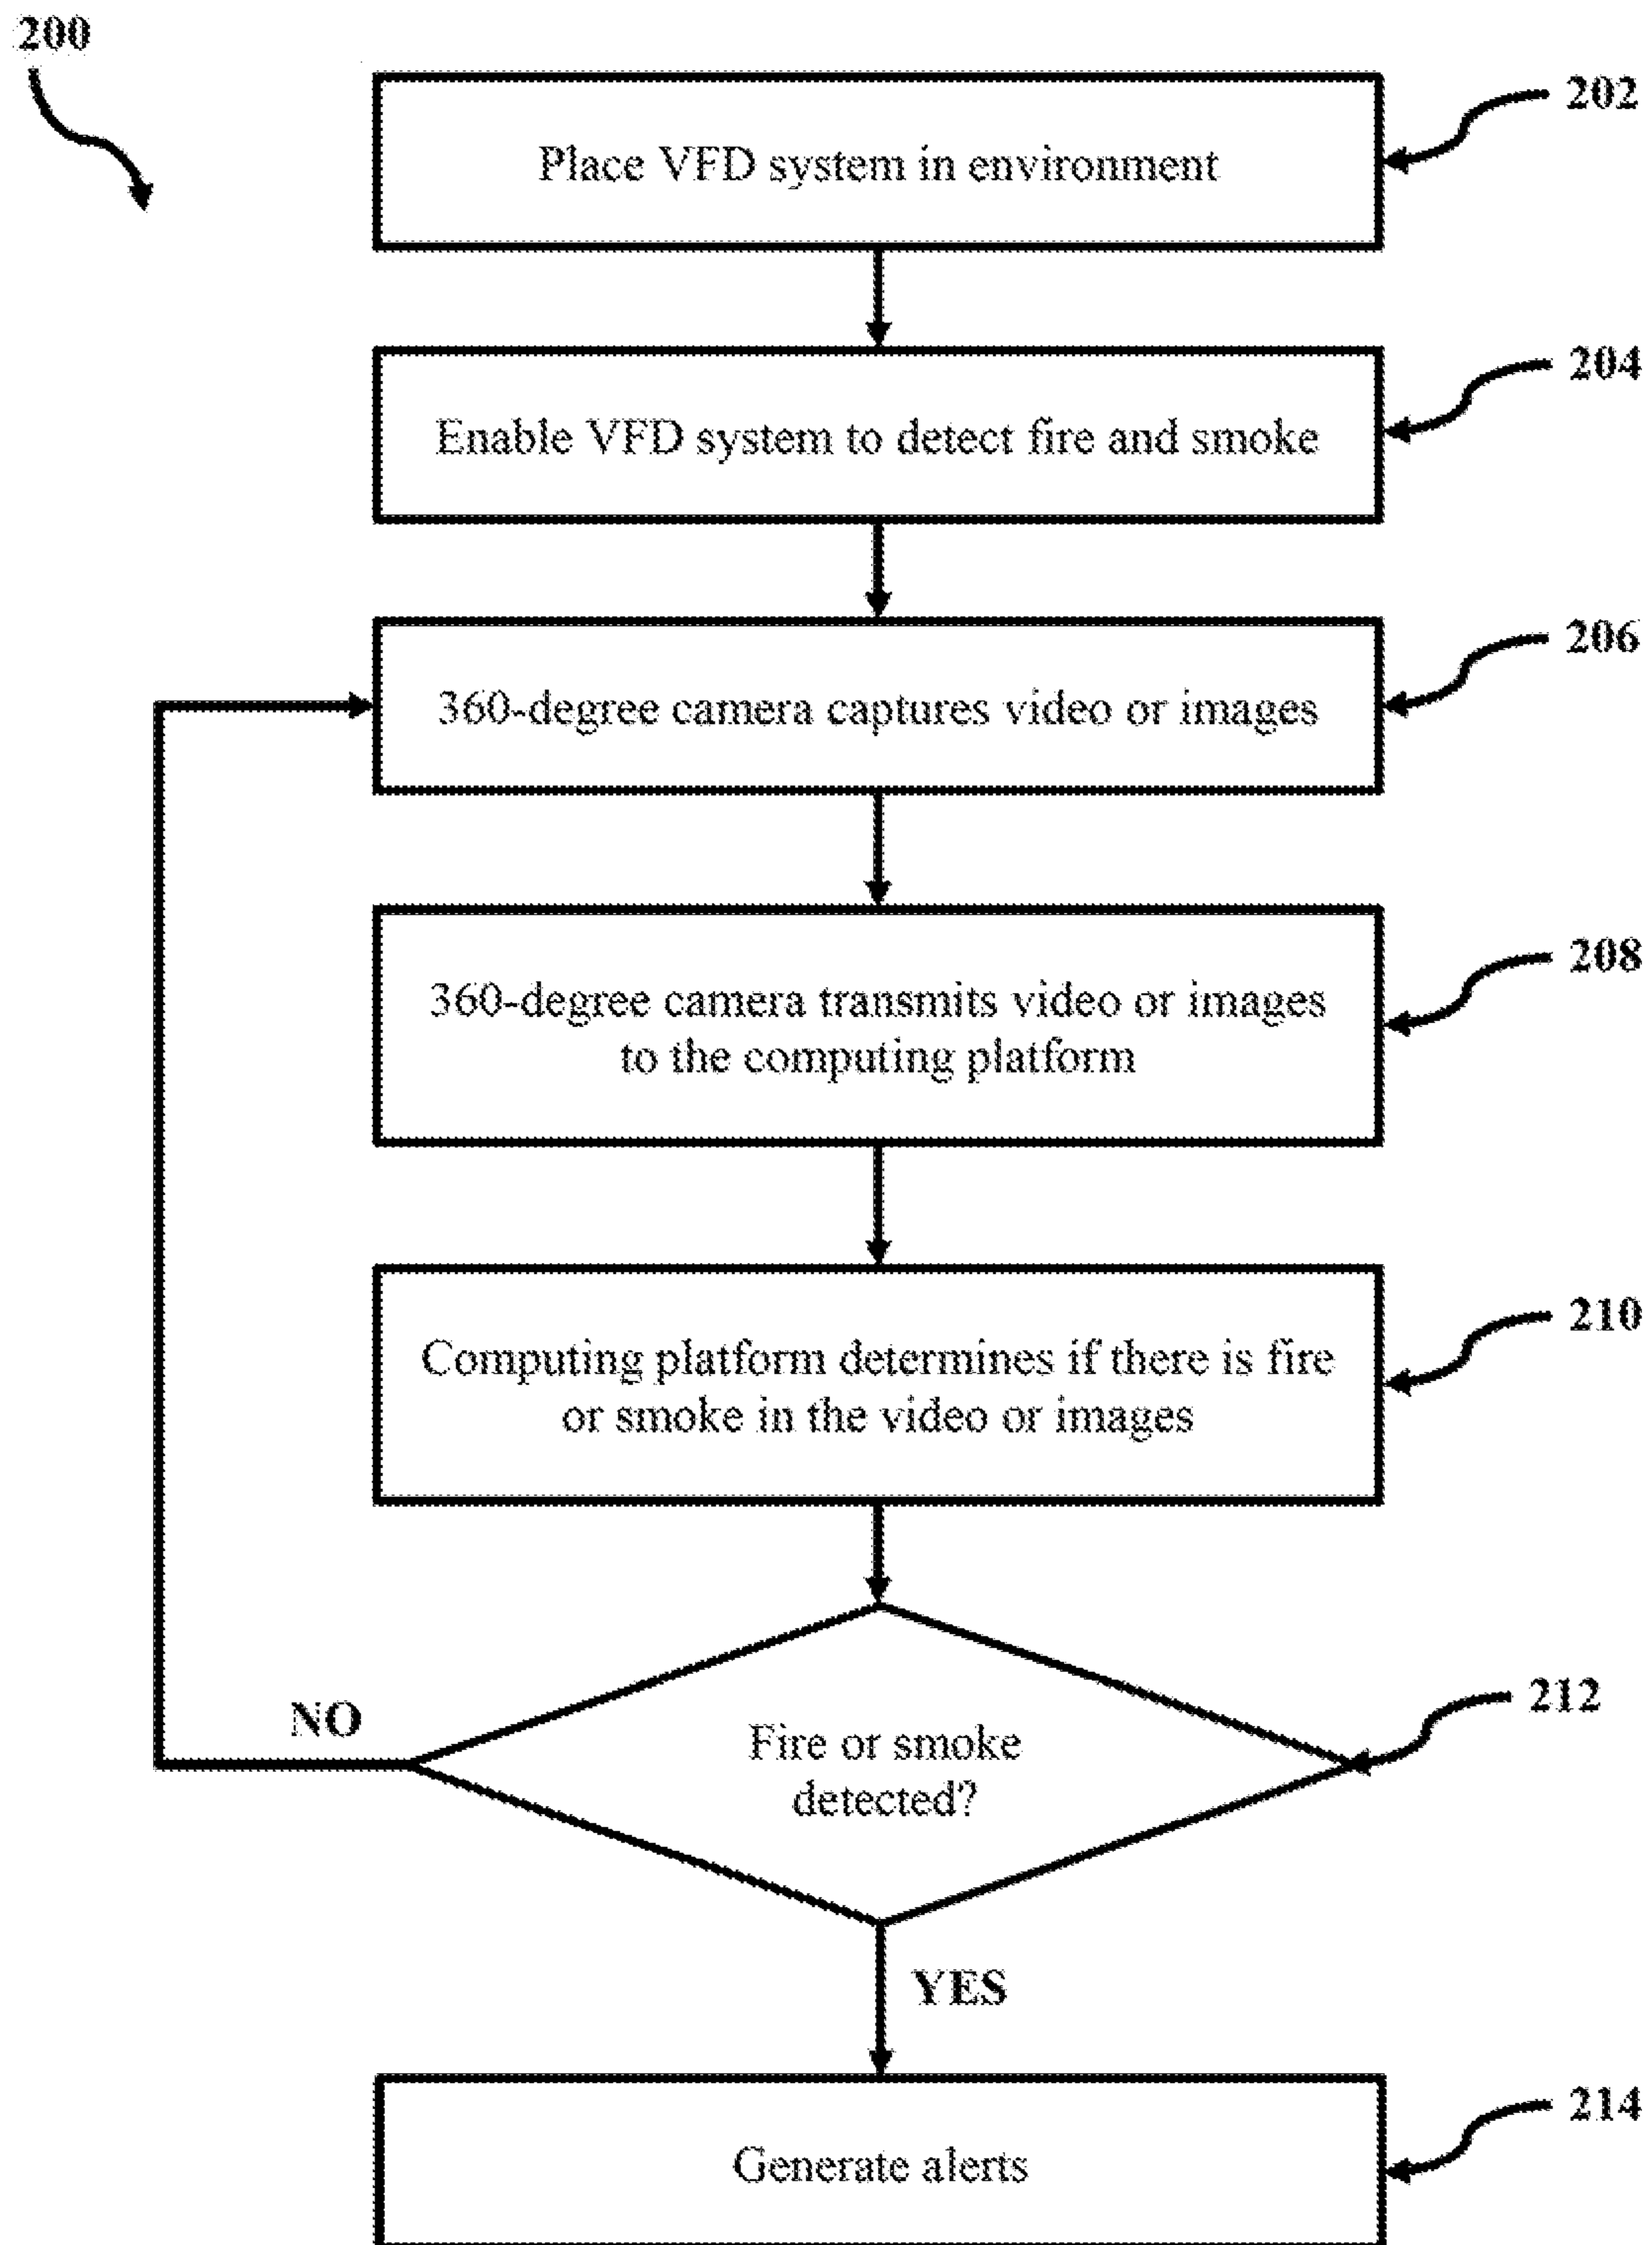 200
202
Place VFD system in environment
204
Enable VFD system to detect fire and smoke
206
360-degree camera captures video or images
208
360-degree camera transmits video or images
to the computing platform
210
Computing platform determines if there is fire
or smoke in the video or images
212
NO
Fire or smoke
detected?
YES
214
Generate alerts